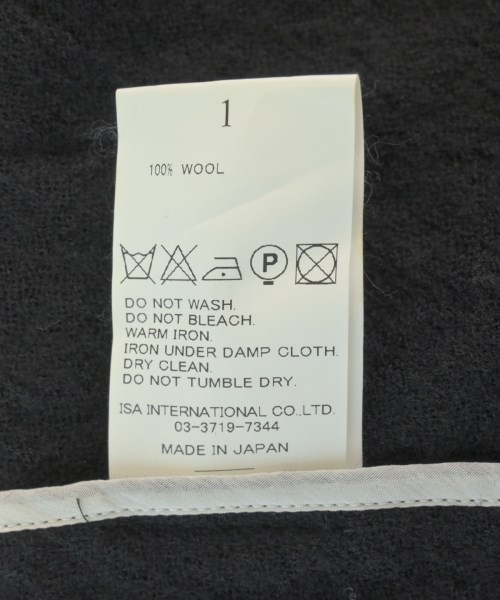 1
100% WOOL
P
DO NOT WASH.
DO NOT BLEACH.
WARM IRON.
IRON UNDER DAMP CLOTH.
DRY CLEAN.
DO NOT TUMBLE DRY.
ISA INTERNATIONAL CO.,LTD.
03-3719-7344
MADE IN JAPAN